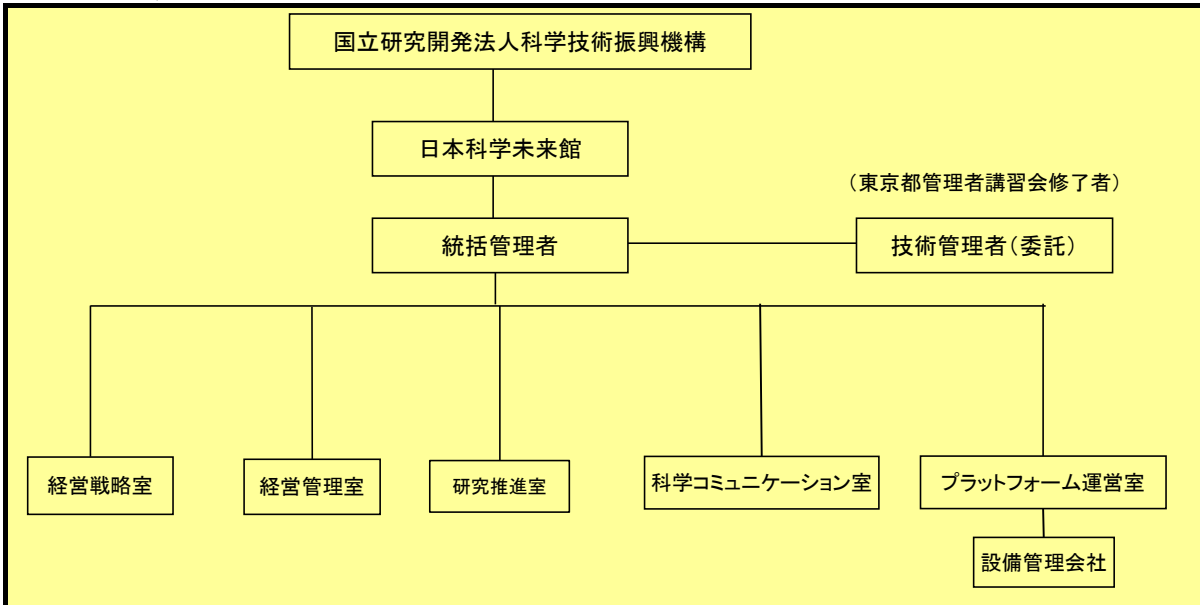 国立研究開発法人科学技術振興機構
日本科学未来館
(東京都管理者講習会修了者)
統括管理者
技術管理者(委託)
経営戦略室
経営管理室
研究推進室
科学コミュニケーション室
プラットフォーム運営室
設備管理会社